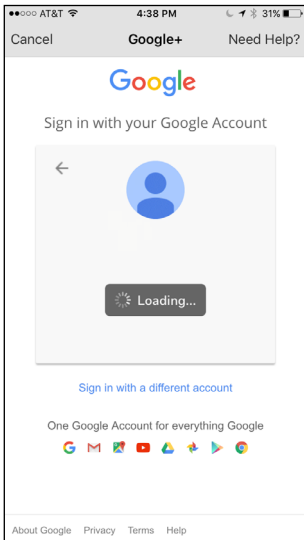 AT&T 4:38 PM 31%
Cancel Google+ Need Help?
Google
Sign in with your Google Account
Loading...
Sign in with a different account
One Google Account for everything Google
About Google Privacy Terms Help